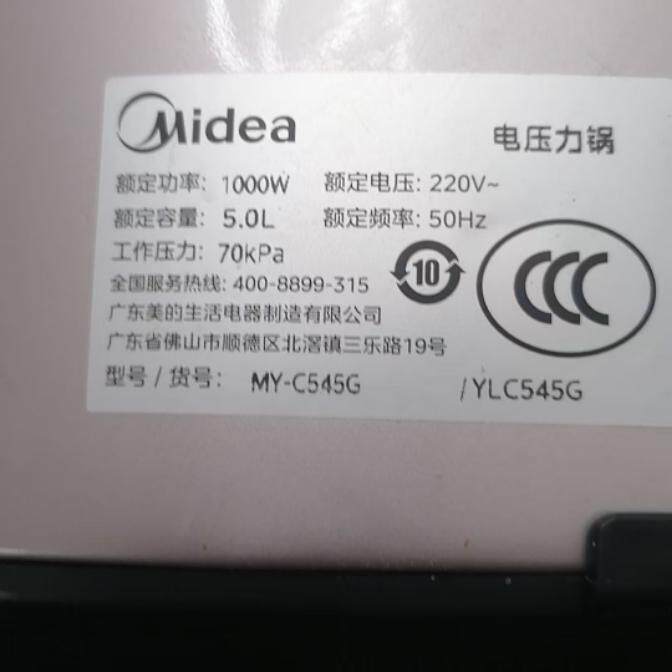 Midea
电压力锅
额定功率: 1000W 额定电压: 220V~
额定容量: 5.0L 额定频率: 50Hz
工作压力: 70kPa
全国服务热线: 400-8899-315
10
CCC
广东美的生活电器制造有限公司
广东省佛山市顺德区北滘镇三乐路19号
型号/货号: MY-C545G /YLC545G